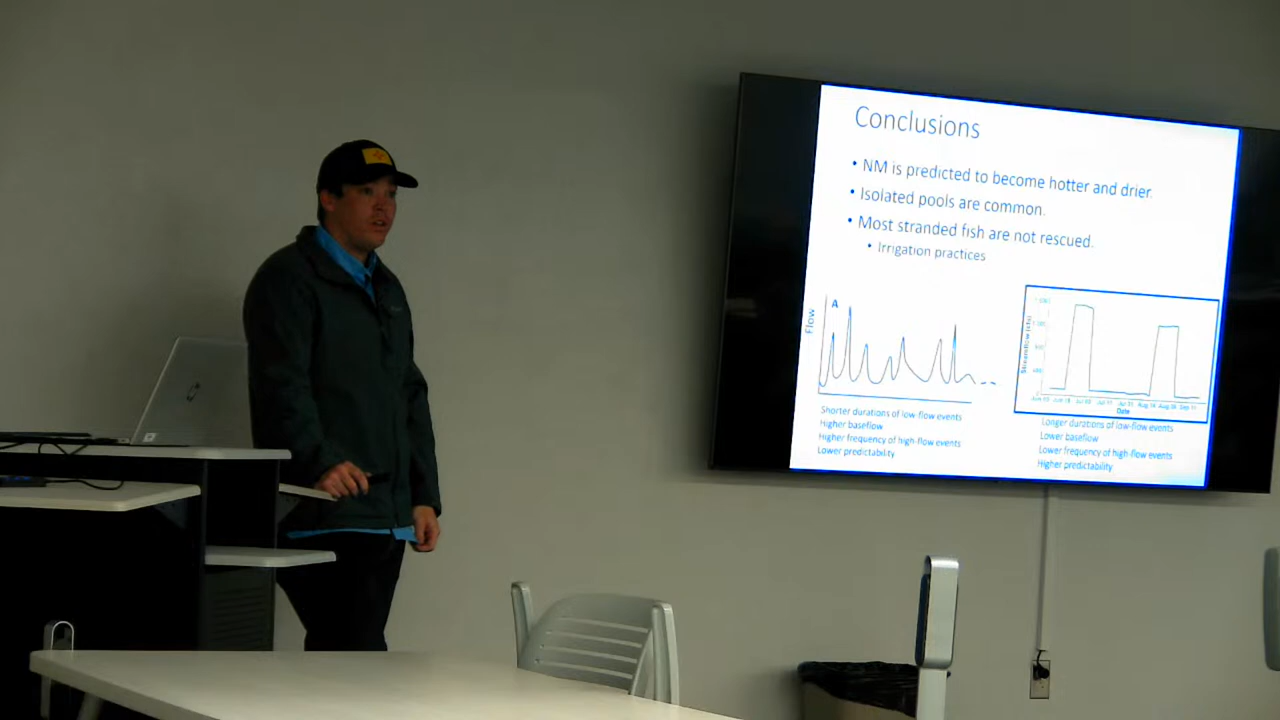 Conclusions
• NM is predicted to become hotter and drier.
• Isolated pools are common.
• Most stranded fish are not rescued.
• Irrigation practices
A
Flow
Shorter durations of low-flow events
Higher baseflow
Higher frequency of high-flow events
Lower predictability
Date
Longer durations of low-flow events
Lower baseflow
Lower frequency of high-flow events
Higher predictability